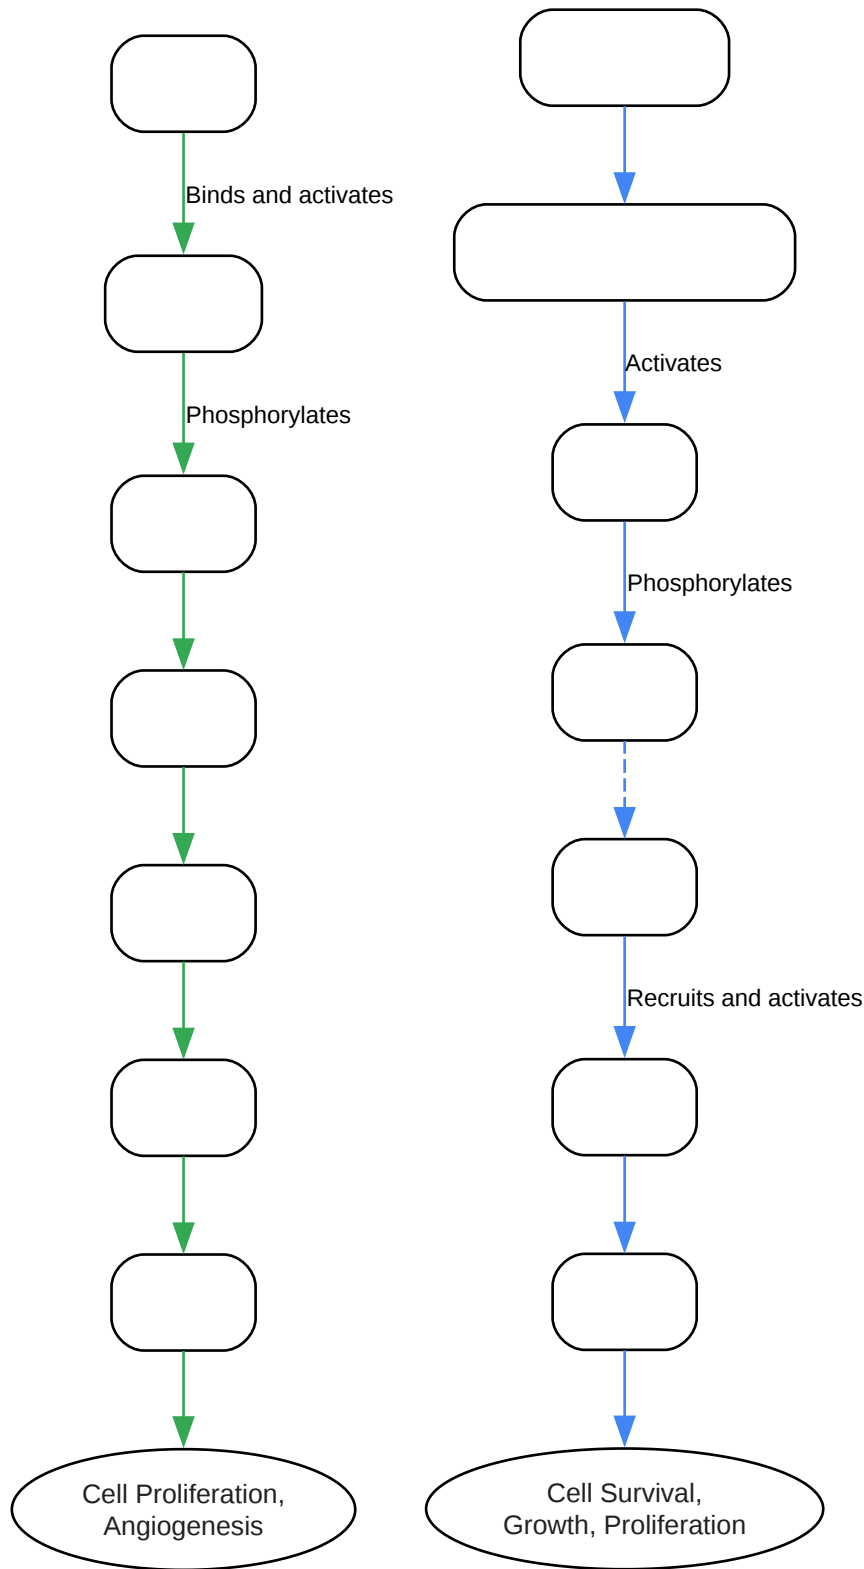 Binds and activates
Phosphorylates
Cell Proliferation,
Angiogenesis
Activates
Phosphorylates
Recruits and activates
Cell Survival,
Growth, Proliferation